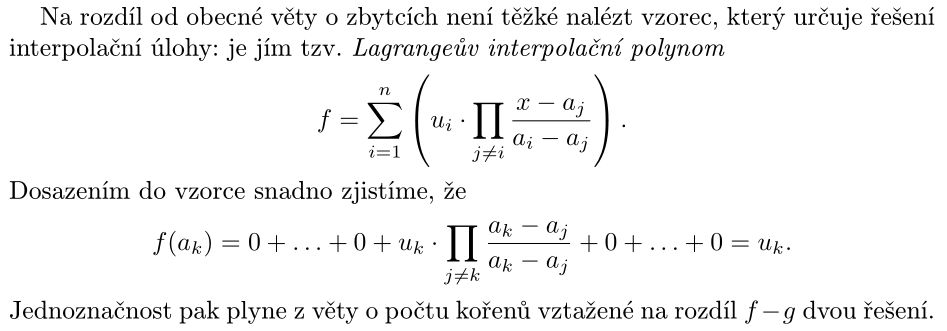 Na rozdíl od obecné věty o zbytcích není těžké nalézt vzorec, který určuje řešení
interpolační úlohy: je jím tzv. Lagrangeův interpolační polynom
f = \sum_{i=1}^{n} \left( u_i \cdot \prod_{j \neq i} \frac{x - a_j}{a_i - a_j} \right).
Dosazením do vzorce snadno zjistíme, že
f(a_k) = 0 + \ldots + 0 + u_k \cdot \prod_{j \neq k} \frac{a_k - a_j}{a_k - a_j} + 0 + \ldots + 0 = u_k.
Jednoznačnost pak plyne z věty o počtu kořenů vztažené na rozdíl f − g dvou řešení.